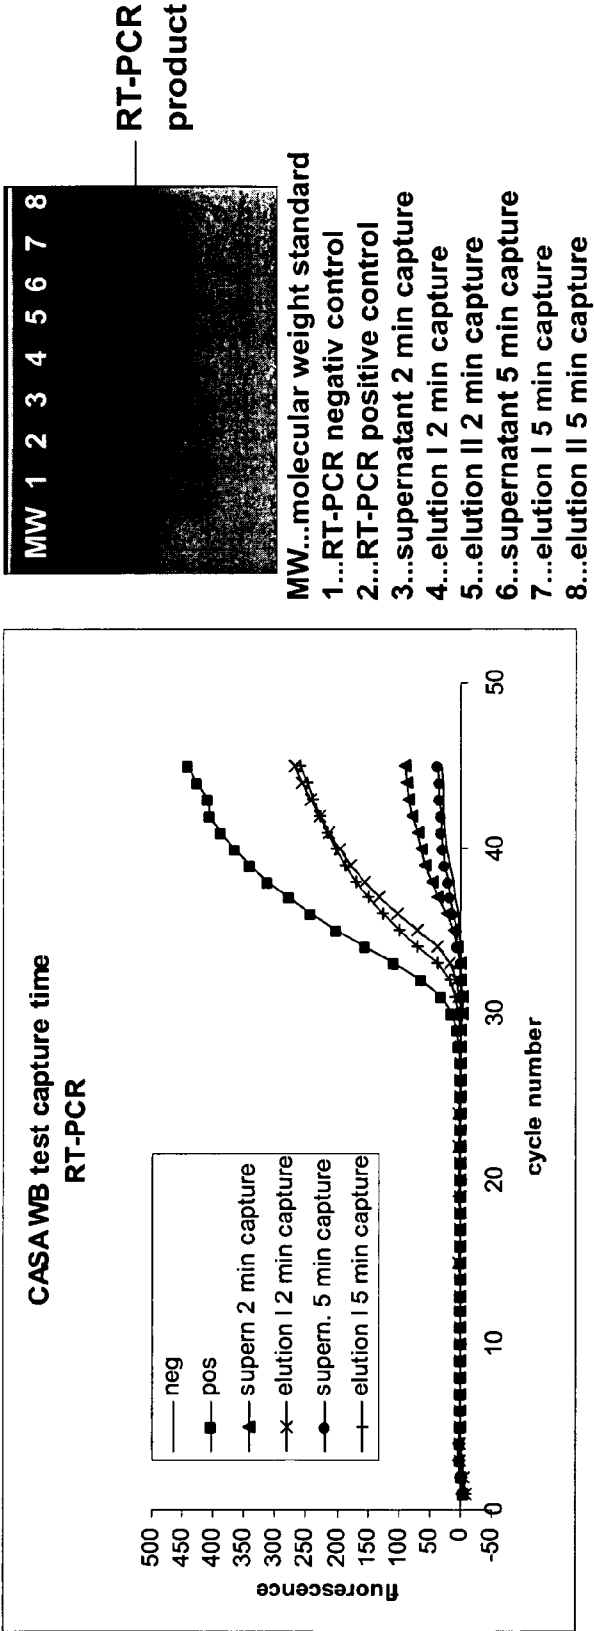 CASAWB test capture time
RT-PCR
500
450
400
350
300
250
200
150
100
50
0
-50
fluorescence
neg
pos
supern 2 min capture
elution I 2 min capture
supern. 5 min capture
elution I 5 min capture
0
10
20
30
40
50
cycle number
MW 1 2 3 4 5 6 7 8
RT-PCR
product
MW...molecular weight standard
1...RT-PCR negativ control
2...RT-PCR positive control
3...supernatant 2 min capture
4...elution I 2 min capture
5...elution II 2 min capture
6...supernatant 5 min capture
7...elution I 5 min capture
8...elution II 5 min capture